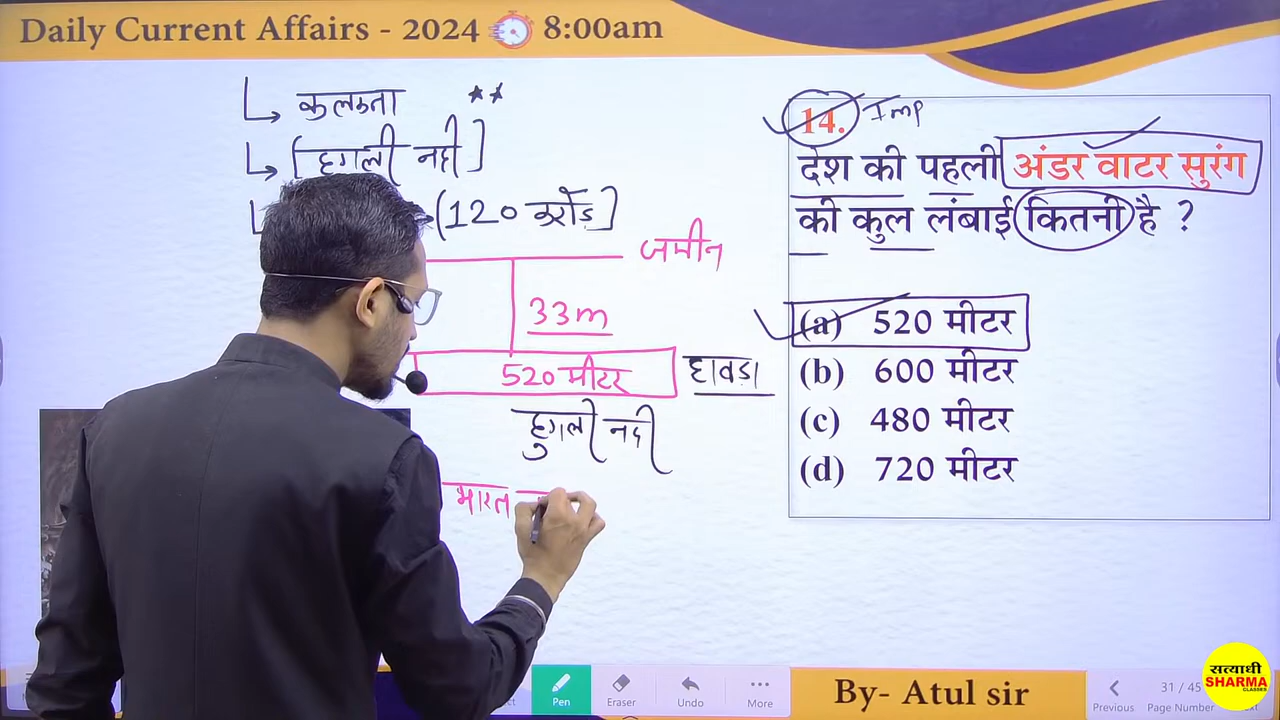 Daily Current Affairs - 2024 8:00am
कुलकता
[हुगली नदी]
(120 करोड़]
जमीन
33m
520 मीटर
हावड़ा
हुगली नदी
भारत
14. Imp
देश की पहली अंडर वाटर सुरंग
की कुल लंबाई कितनी है ?
(a) 520 मीटर
(b) 600 मीटर
(c) 480 मीटर
(d) 720 मीटर
Pen
Eraser
Undo
More
By- Atul sir
Previous
31 / 45
Page Number
सत्याधी
SHARMA
CLASSES